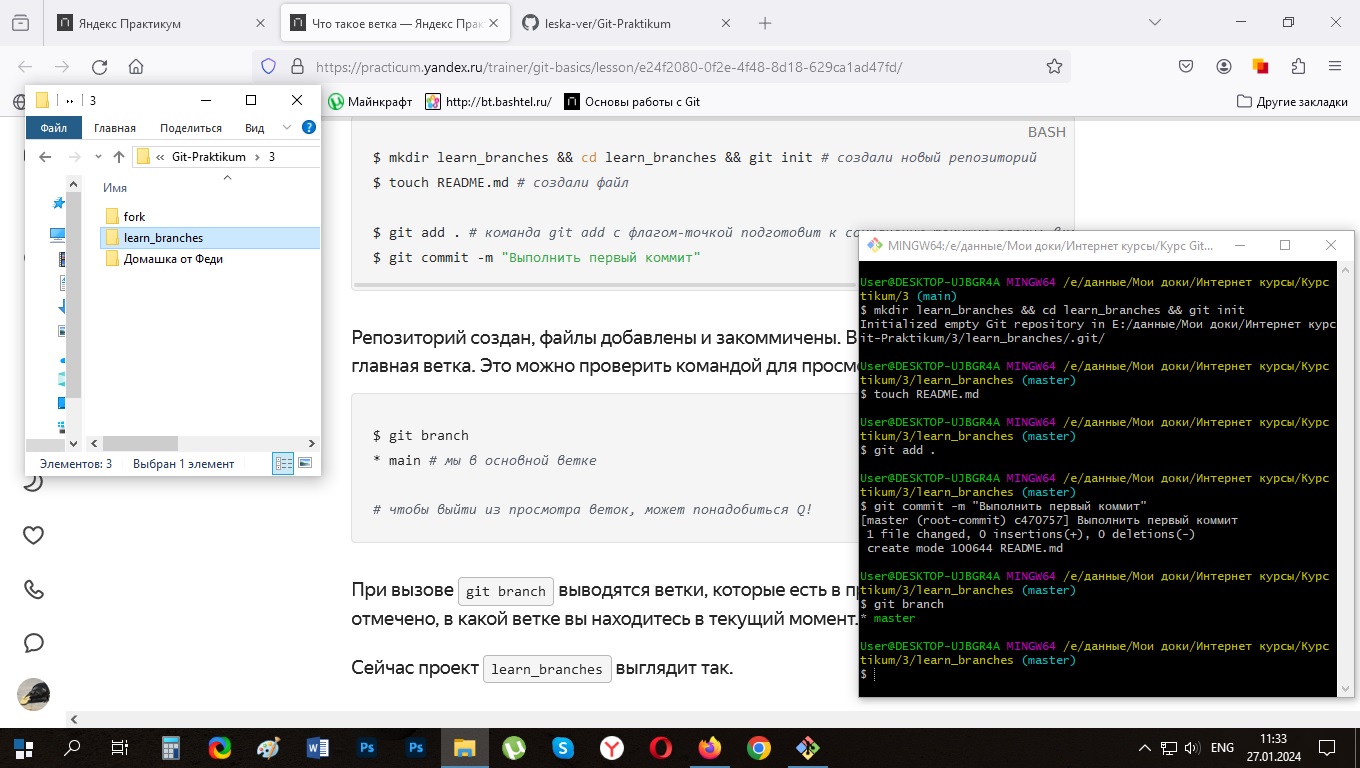 Яндекс Практикум
Что такое ветка — Яндекс Прак
leska-ver/Git-Praktikum
https://practicum.yandex.ru/trainer/git-basics/lesson/e24f2080-0f2e-4f48-8d18-629ca1ad47fd/
Майнкрафт
http://bt.bashtel.ru/
Основы работы с Git
Другие закладки
3
Файл
Главная
Поделиться
Вид
« Git-Praktikum > 3
Имя
fork
learn_branches
Домашка от Феди
Элементов: 3
Выбран 1 элемент
BASH
$ mkdir learn_branches && cd learn_branches && git init # создали новый репозиторий
$ touch README.md # создали файл
$ git add . # команда git add с флагом-точкой подготовит к
$ git commit -m "Выполнить первый коммит"
Репозиторий создан, файлы добавлены и закоммичены. В
главная ветка. Это можно проверить командой для просм
$ git branch
* main # мы в основной ветке
# чтобы выйти из просмотра веток, может понадобиться Q!
При вызове git branch выводятся ветки, которые есть в п
отмечено, в какой ветке вы находитесь в текущий момент.
Сейчас проект learn_branches выглядит так.
MINGW64:/e/данные/Мои доки/Интернет курсы/Курс Git...
User@DESKTOP-UJBGR4A MINGW64 /e/данные/Мои доки/Интернет курсы/Курс
tikum/3 (main)
$ mkdir learn_branches && cd learn_branches && git init
Initialized empty Git repository in E:/данные/Мои доки/Интернет курс
it-Praktikum/3/learn_branches/.git/
User@DESKTOP-UJBGR4A MINGW64 /e/данные/Мои доки/Интернет курсы/Курс
tikum/3/learn_branches (master)
$ touch README.md
User@DESKTOP-UJBGR4A MINGW64 /e/данные/Мои доки/Интернет курсы/Курс
tikum/3/learn_branches (master)
$ git add .
User@DESKTOP-UJBGR4A MINGW64 /e/данные/Мои доки/Интернет курсы/Курс
tikum/3/learn_branches (master)
$ git commit -m "Выполнить первый коммит"
[master (root-commit) c470757] Выполнить первый коммит
1 file changed, 0 insertions(+), 0 deletions(-)
create mode 100644 README.md
User@DESKTOP-UJBGR4A MINGW64 /e/данные/Мои доки/Интернет курсы/Курс
tikum/3/learn_branches (master)
$ git branch
* master
User@DESKTOP-UJBGR4A MINGW64 /e/данные/Мои доки/Интернет курсы/Курс
tikum/3/learn_branches (master)
$
ENG
11:33
27.01.2024